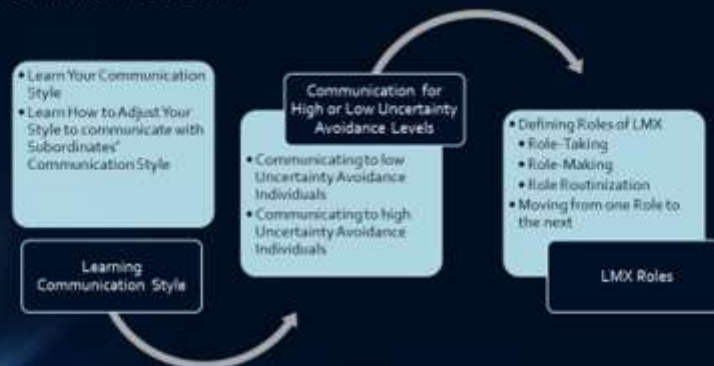 • Learn Your Communication
Style
• Learn How to Adjust Your
Style to communicate with
Subordinates'
Communication Style
Learning
Communication Style
Communication for
High or Low Uncertainty
Avoidance Levels
• Communicating to low
Uncertainty Avoidance
Individuals
• Communicating to high
Uncertainty Avoidance
Individuals
• Defining Roles of LMX
• Role-Taking
• Role-Making
• Role Routinization
• Moving from one Role to
the next
LMX Roles